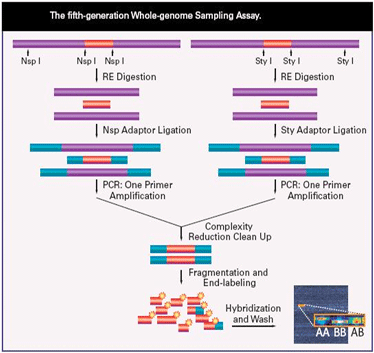 The fifth-generation Whole-genome Sampling Assay.
Nsp I Nsp I Nsp I
Sty I Sty I Sty I
RE Digestion
RE Digestion
Nsp Adaptor Ligation
Sty Adaptor Ligation
PCR: One Primer
Amplification
PCR: One Primer
Amplification
Complexity
Reduction Clean Up
Fragmentation and
End-labeling
Hybridization
and Wash
AA BB AB